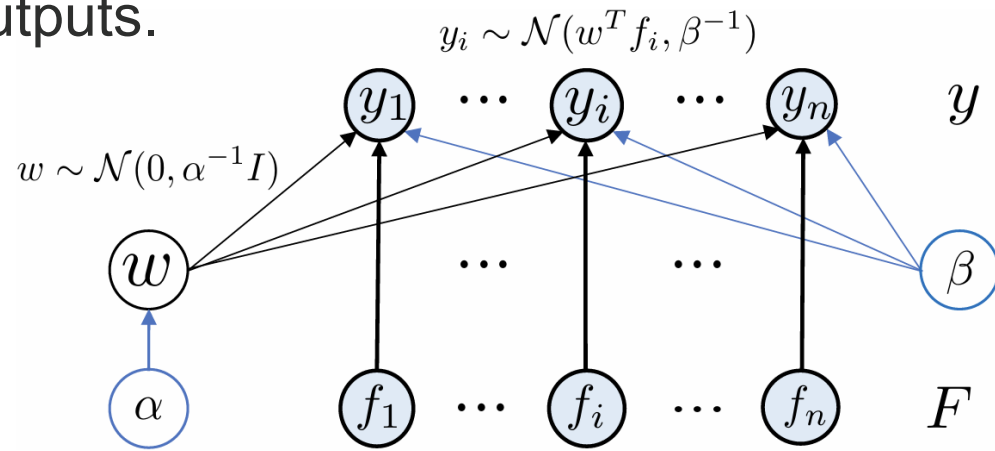 utputs.
y_i ∼ 𝒩(w^T f_i, β^{-1})
y_1 ··· y_i ··· y_n y
w ∼ 𝒩(0, α^{-1}I)
w ··· ··· β
α f_1 ··· f_i ··· f_n F